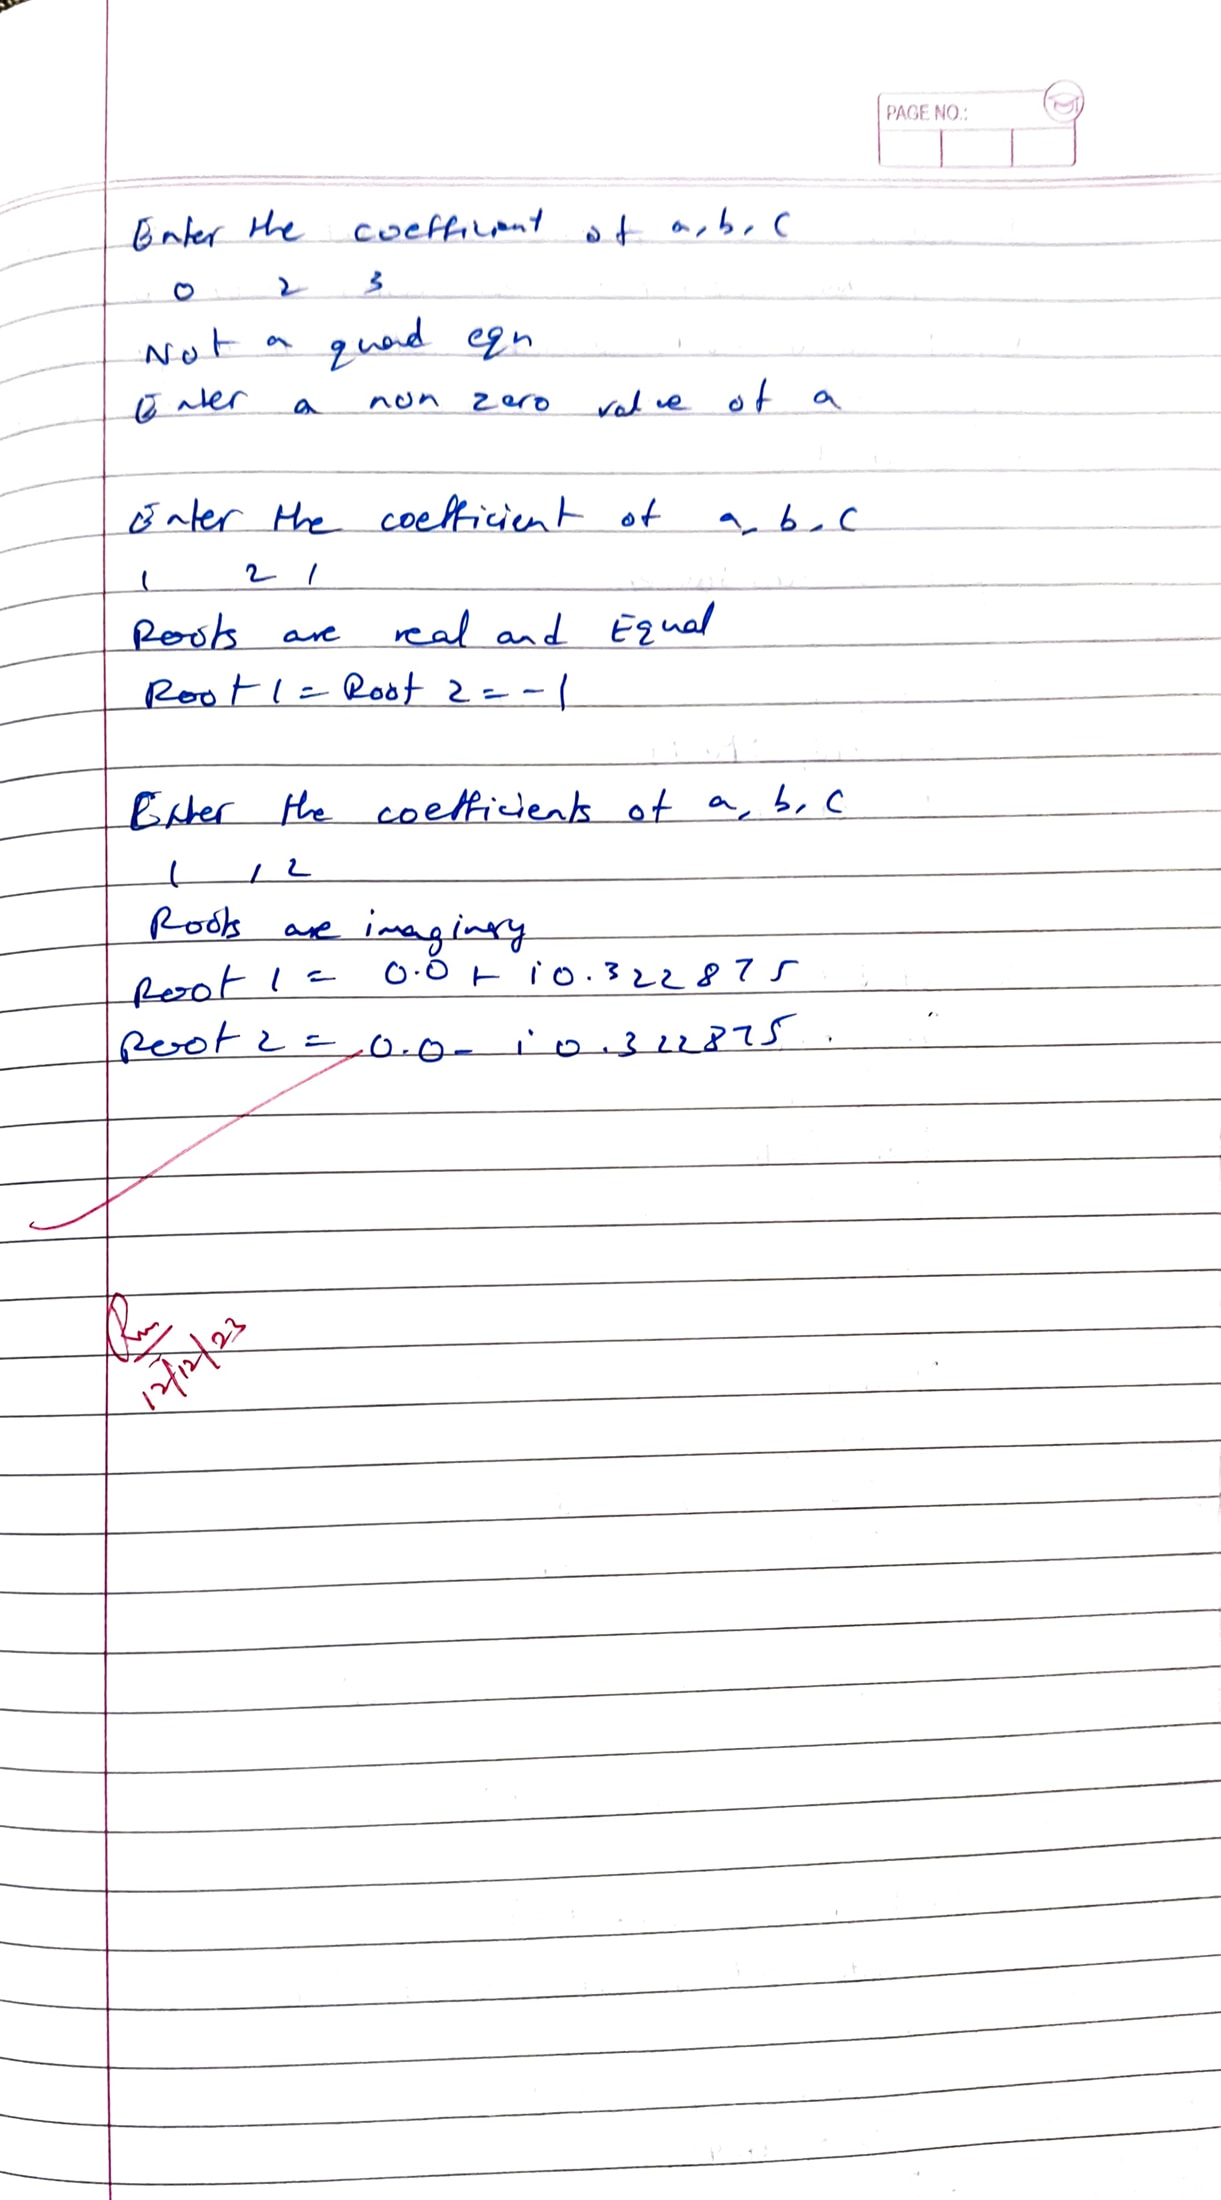 PAGE NO.:
Enter the coefficient of a, b, c
0 2 3
Not a quad eqn
Enter a non zero value of a
Enter the coefficient of a, b, c
1 2 1
Roots are real and Equal
Root 1 = Root 2 = -1
Enter the coefficients of a, b, c
1 1 2
Roots are imaginary
Root 1 = 0.0 + i 0.322875
Root 2 = 0.0 - i 0.322875.
12/12/23